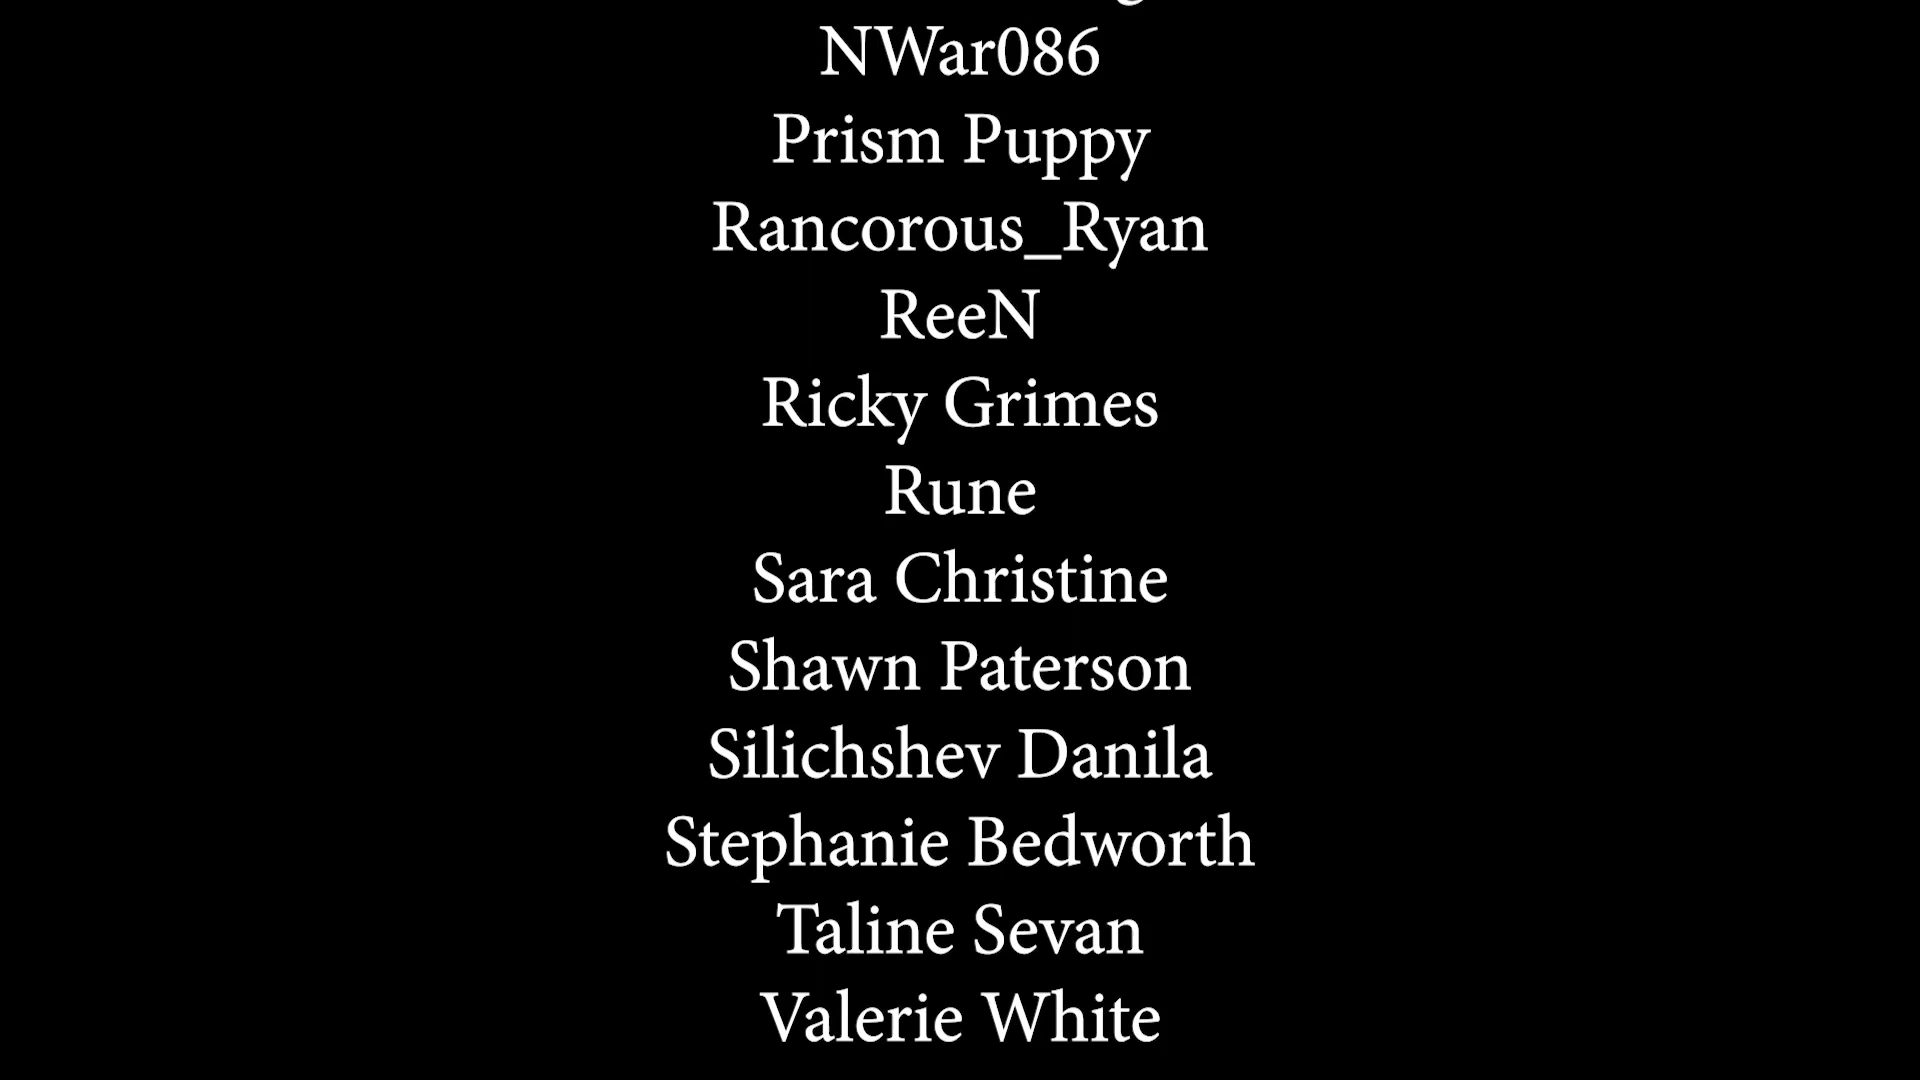 NWar086
Prism Puppy
Rancorous_Ryan
ReeN
Ricky Grimes
Rune
Sara Christine
Shawn Paterson
Silichshev Danila
Stephanie Bedworth
Taline Sevan
Valerie White